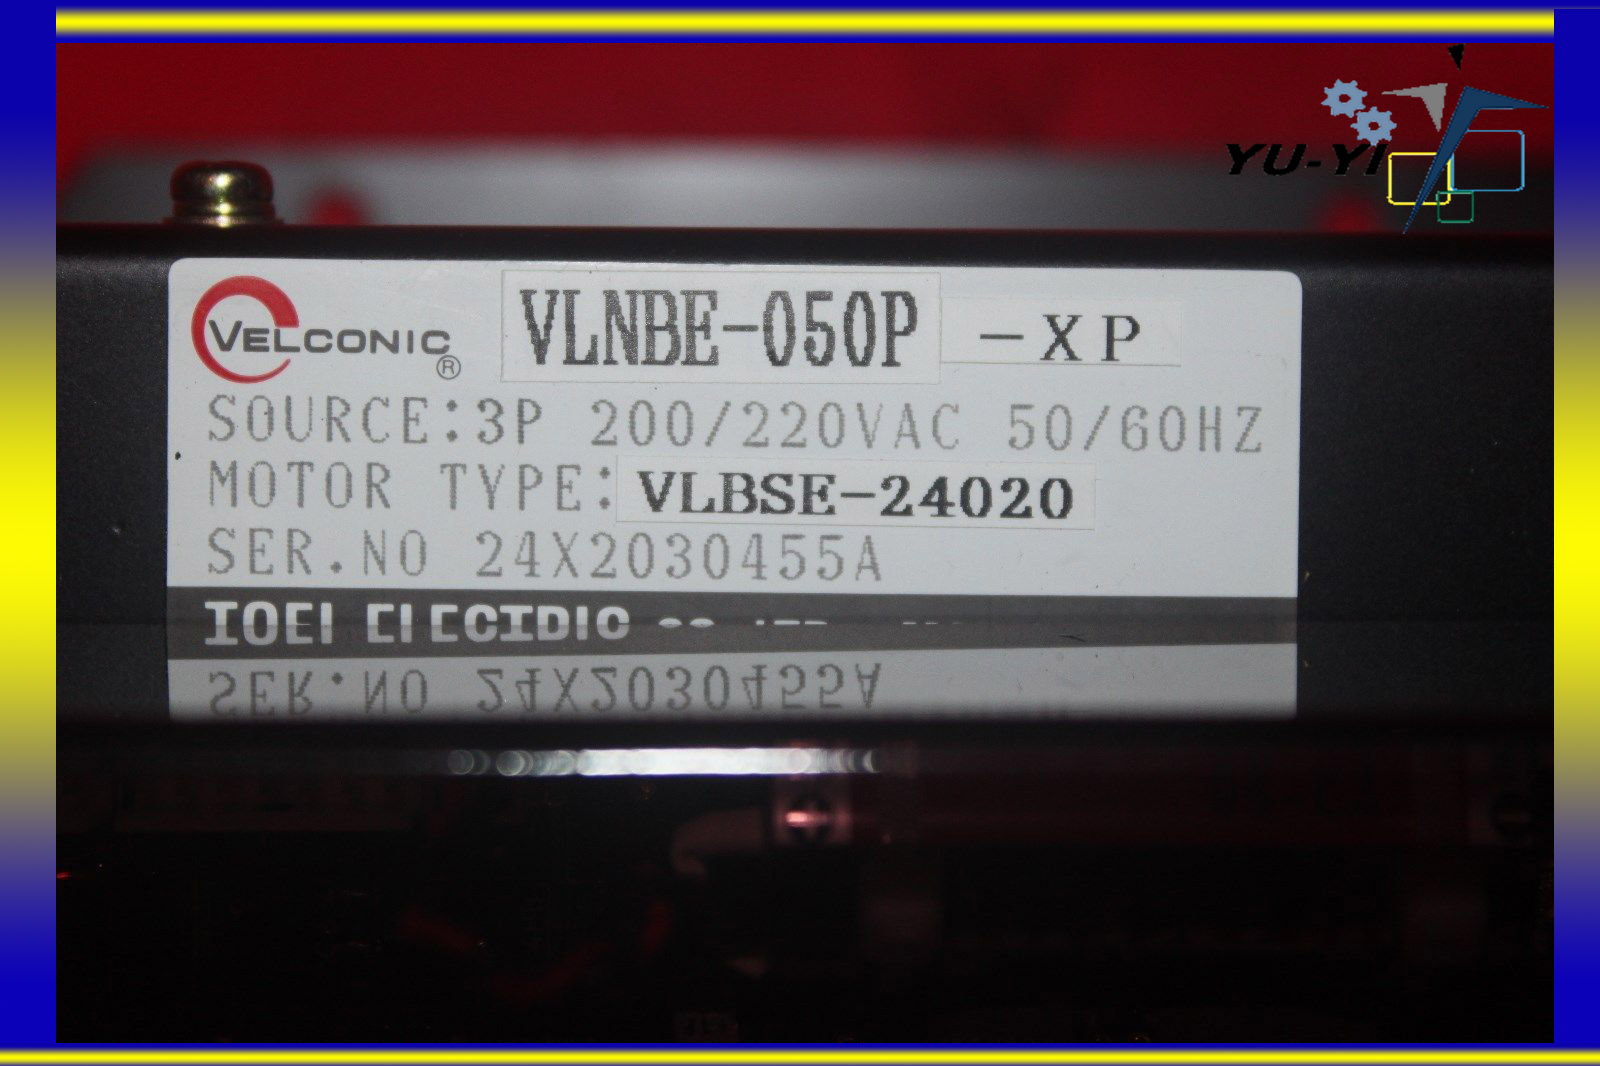 YU-YI
VELCONIC® VLNBE-050P -XP
SOURCE:3P 200/220VAC 50/60HZ
MOTOR TYPE: VLBSE-24020
SER.NO 24X2030455A